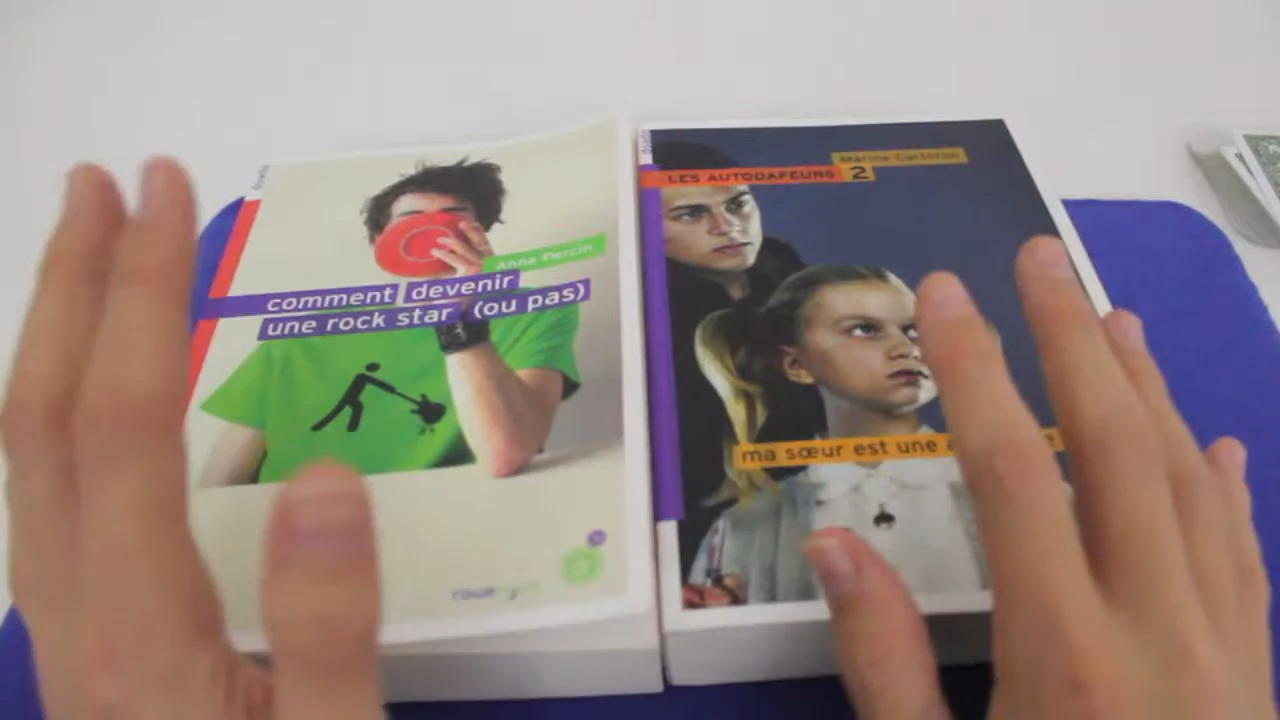 Anne Percin
comment devenir
une rock star (ou pas)
Marine Carteron
LES AUTODAFEURS 2
ma sœur est une